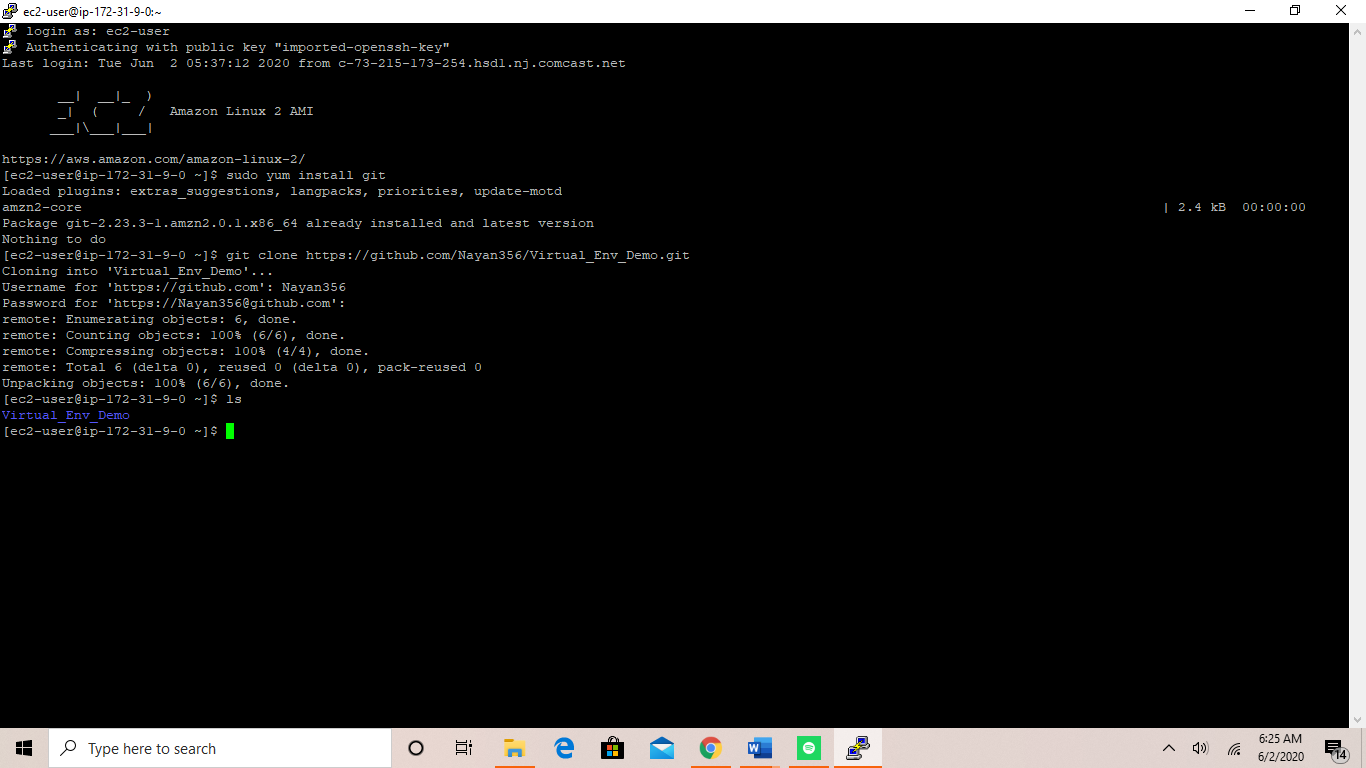 ec2-user@ip-172-31-9-0:~
login as: ec2-user
Authenticating with public key "imported-openssh-key"
Last login: Tue Jun  2 05:37:12 2020 from c-73-215-173-254.hsd1.nj.comcast.net
       __|  __|_  )
       _|  (     /   Amazon Linux 2 AMI
      ___|\___|___|
https://aws.amazon.com/amazon-linux-2/
[ec2-user@ip-172-31-9-0 ~]$ sudo yum install git
Loaded plugins: extras_suggestions, langpacks, priorities, update-motd
amzn2-core | 2.4 kB  00:00:00
Package git-2.23.3-1.amzn2.0.1.x86_64 already installed and latest version
Nothing to do
[ec2-user@ip-172-31-9-0 ~]$ git clone https://github.com/Nayan356/Virtual_Env_Demo.git
Cloning into 'Virtual_Env_Demo'...
Username for 'https://github.com': Nayan356
Password for 'https://Nayan356@github.com':
remote: Enumerating objects: 6, done.
remote: Counting objects: 100% (6/6), done.
remote: Compressing objects: 100% (4/4), done.
remote: Total 6 (delta 0), reused 0 (delta 0), pack-reused 0
Unpacking objects: 100% (6/6), done.
[ec2-user@ip-172-31-9-0 ~]$ ls
Virtual_Env_Demo
[ec2-user@ip-172-31-9-0 ~]$
Type here to search
6:25 AM
6/2/2020
14